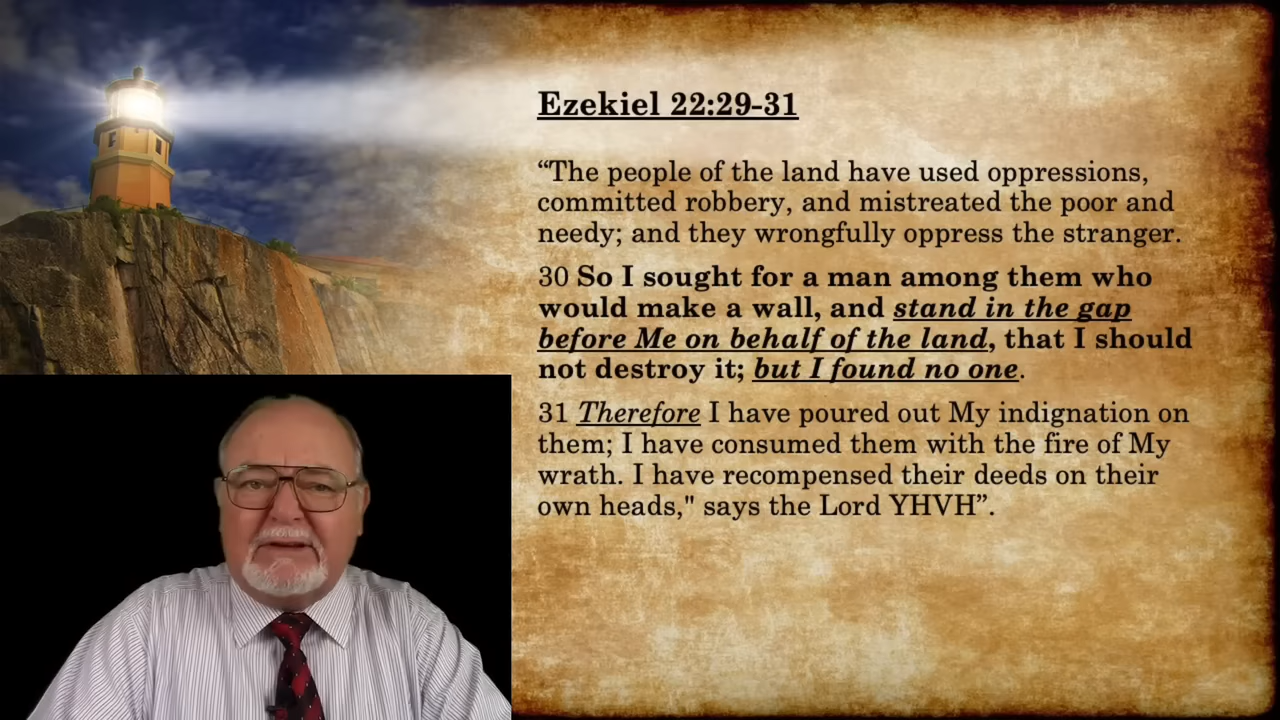 Ezekiel 22:29-31
“The people of the land have used oppressions,
committed robbery, and mistreated the poor and
needy; and they wrongfully oppress the stranger.
30 So I sought for a man among them who
would make a wall, and stand in the gap
before Me on behalf of the land, that I should
not destroy it; but I found no one.
31 Therefore I have poured out My indignation on
them; I have consumed them with the fire of My
wrath. I have recompensed their deeds on their
own heads," says the Lord YHVH”.